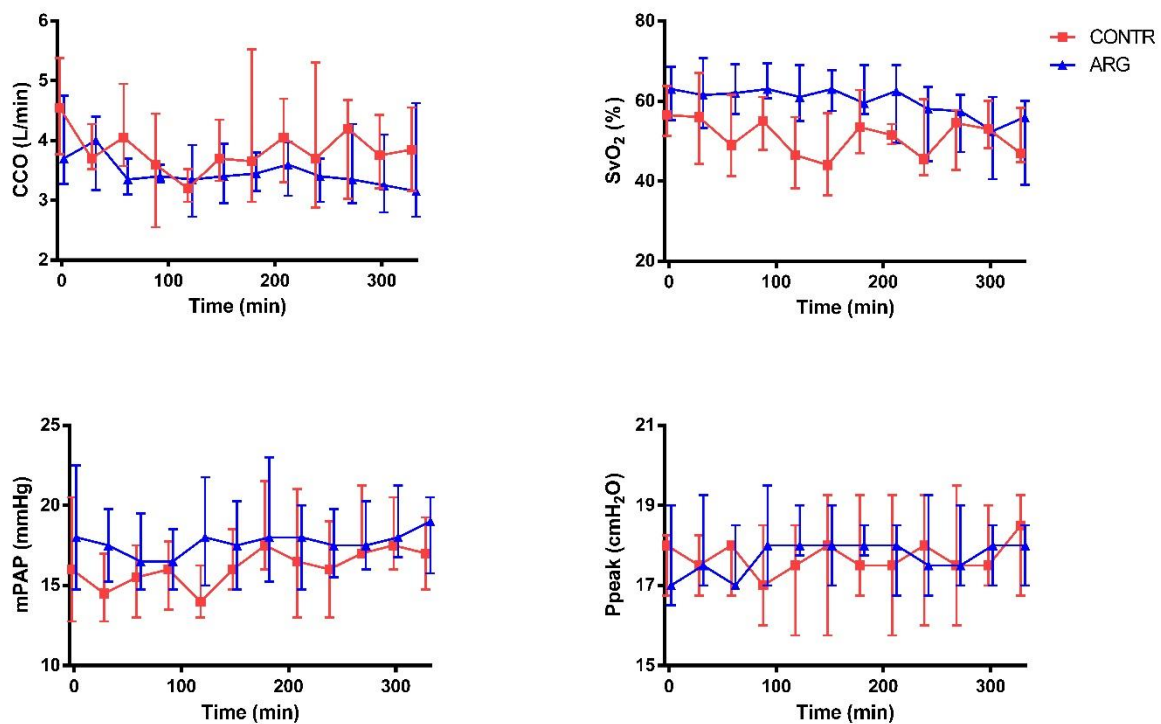 CONTR
ARG
CCO (L/min)
6
5
4
3
2
0 100 200 300
Time (min)
SvO₂ (%)
80
60
40
20
0 100 200 300
Time (min)
mPAP (mmHg)
25
20
15
10
0 100 200 300
Time (min)
Ppeak (cmH₂O)
21
19
17
15
0 100 200 300
Time (min)